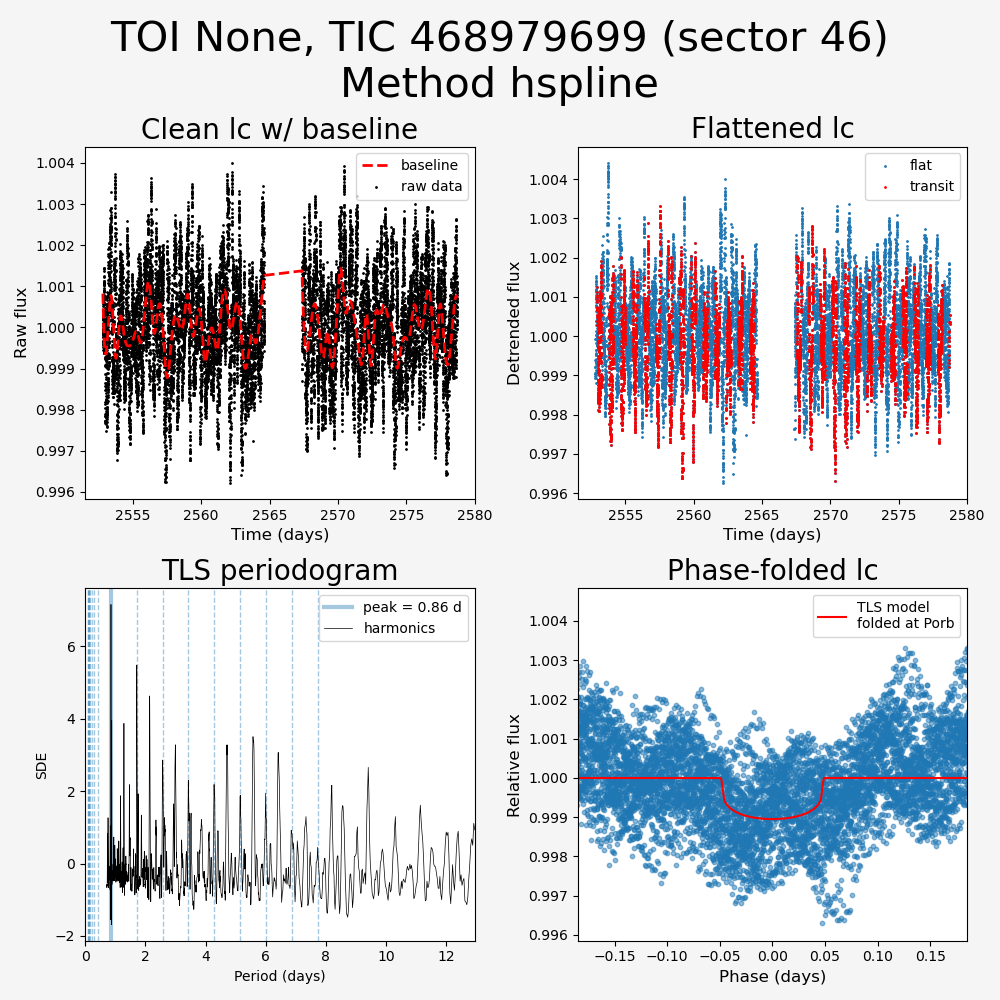 TOI None, TIC 468979699 (sector 46)
Method hspline
Clean lc w/ baseline
Flattened lc
baseline
raw data
flat
transit
Raw flux
1.004
1.003
1.002
1.001
1.000
0.999
0.998
0.997
0.996
2555 2560 2565 2570 2575 2580
Time (days)
Detrended flux
1.004
1.003
1.002
1.001
1.000
0.999
0.998
0.997
0.996
2555 2560 2565 2570 2575 2580
Time (days)
TLS periodogram
Phase-folded lc
peak = 0.86 d
harmonics
TLS model
folded at Porb
SDE
6
4
2
0
−2
0 2 4 6 8 10 12
Period (days)
Relative flux
1.004
1.003
1.002
1.001
1.000
0.999
0.998
0.997
0.996
−0.15 −0.10 −0.05 0.00 0.05 0.10 0.15
Phase (days)